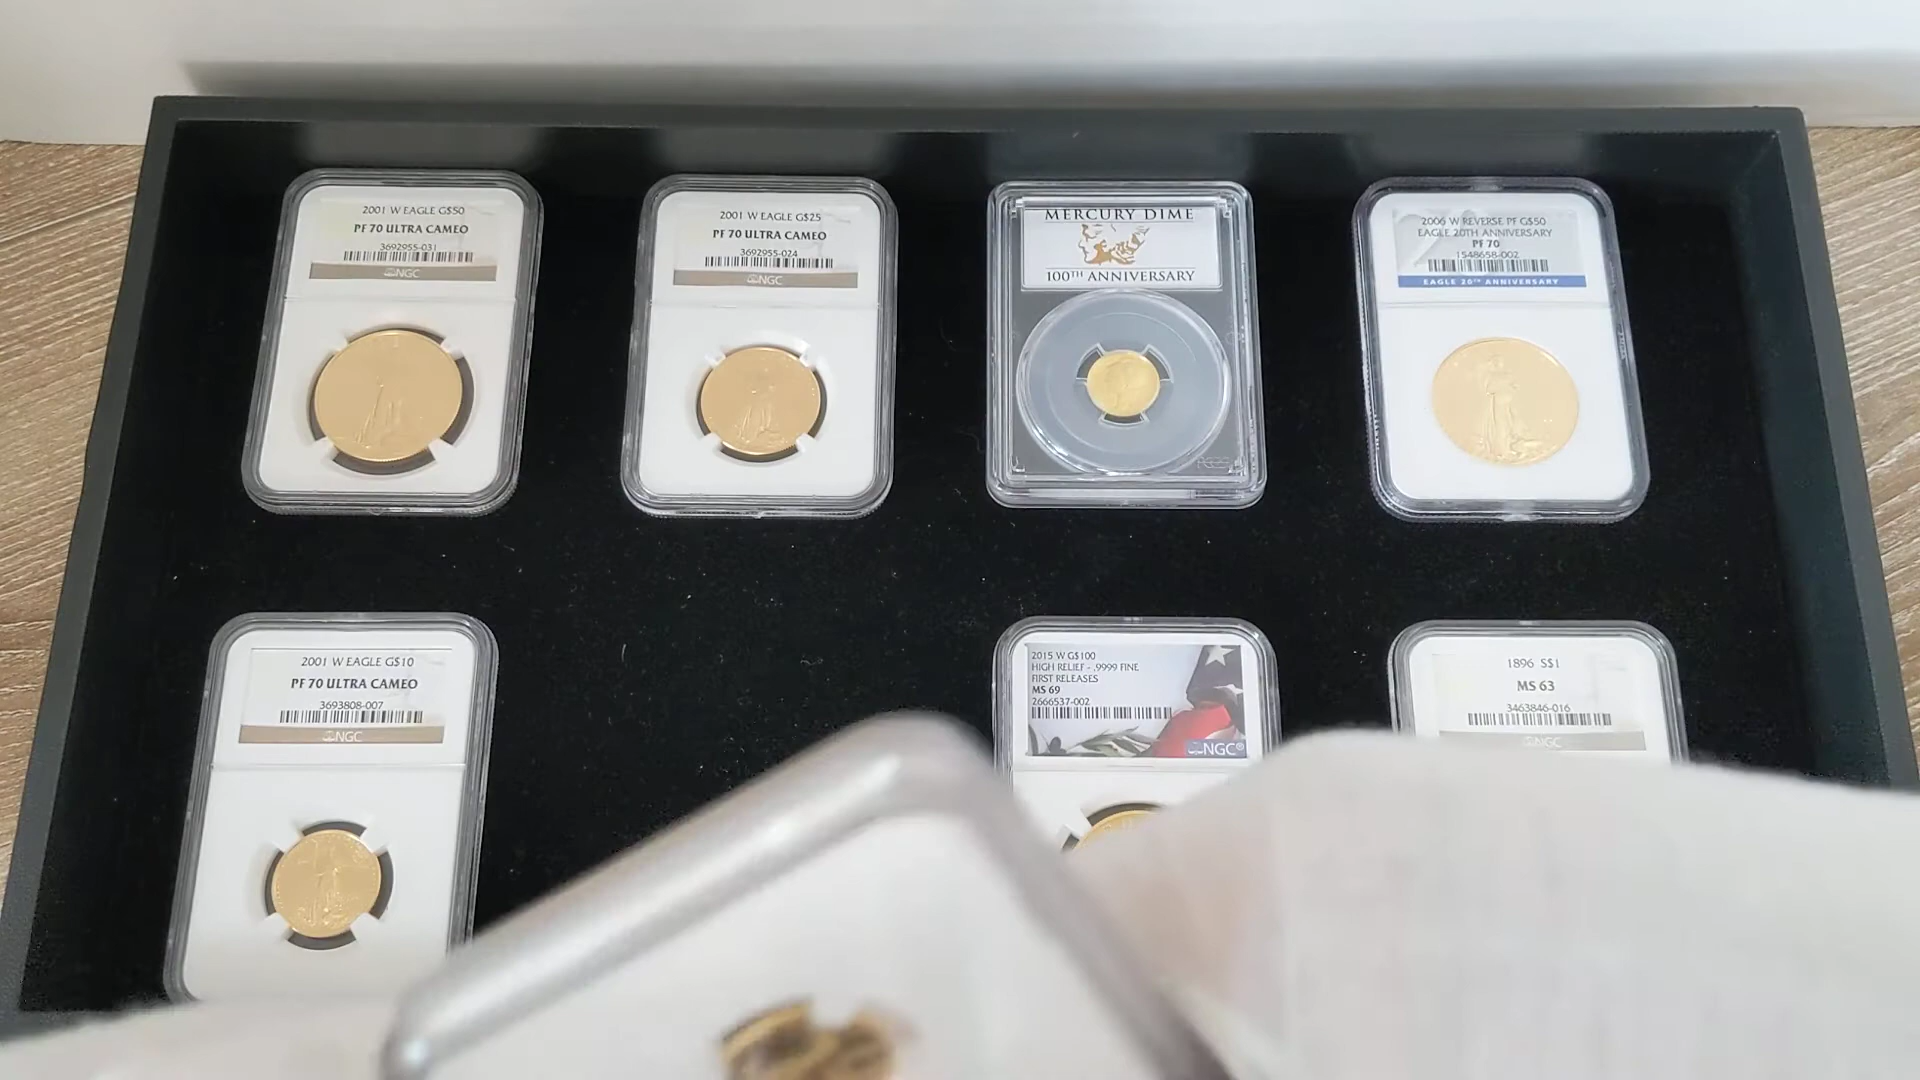 2001 W EAGLE G$50
PF 70 ULTRA CAMEO
3692955-031
NGC
2001 W EAGLE G$25
PF 70 ULTRA CAMEO
3692955-024
NGC
MERCURY DIME
100TH ANNIVERSARY
PCGS
2006 W REVERSE PF G$50
EAGLE 20TH ANNIVERSARY
PF 70
1548658-002
EAGLE 20TH ANNIVERSARY
2001 W EAGLE G$10
PF 70 ULTRA CAMEO
3693808-007
NGC
2015 W G$100
HIGH RELIEF - .9999 FINE
FIRST RELEASES
MS 69
2666537-002
NGC®
1896 S$1
MS 63
3463846-016
NGC